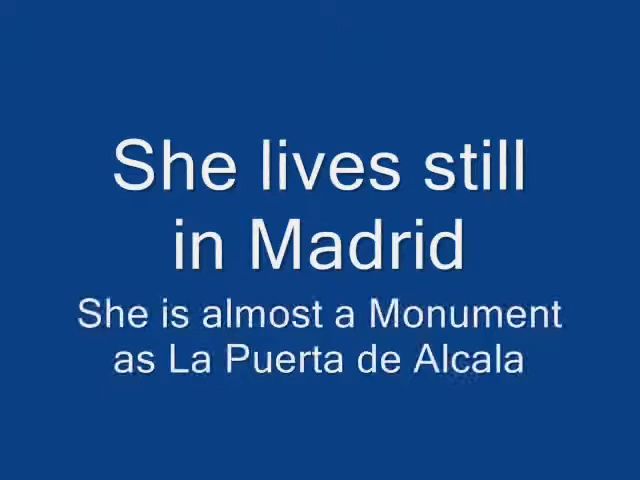 She lives still
in Madrid
She is almost a Monument
as La Puerta de Alcala